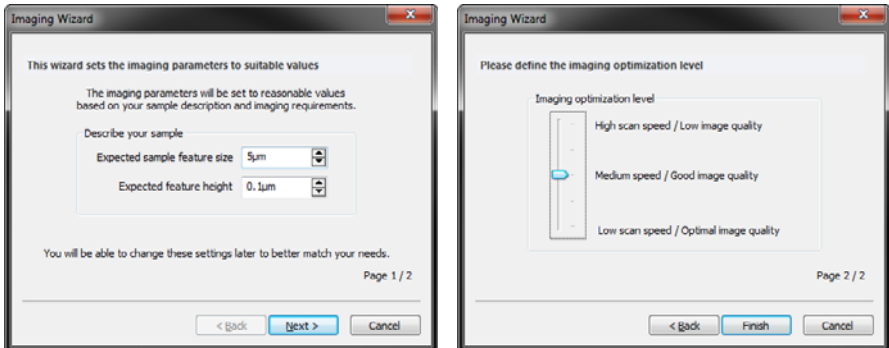 Imaging Wizard
This wizard sets the imaging parameters to suitable values
The imaging parameters will be set to reasonable values
based on your sample description and imaging requirements.
Describe your sample
Expected sample feature size 5µm
Expected feature height 0.1µm
You will be able to change these settings later to better match your needs.
Page 1 / 2
< Back Next > Cancel
Imaging Wizard
Please define the imaging optimization level
Imaging optimization level
High scan speed / Low image quality
Medium speed / Good image quality
Low scan speed / Optimal image quality
Page 2 / 2
< Back Finish Cancel